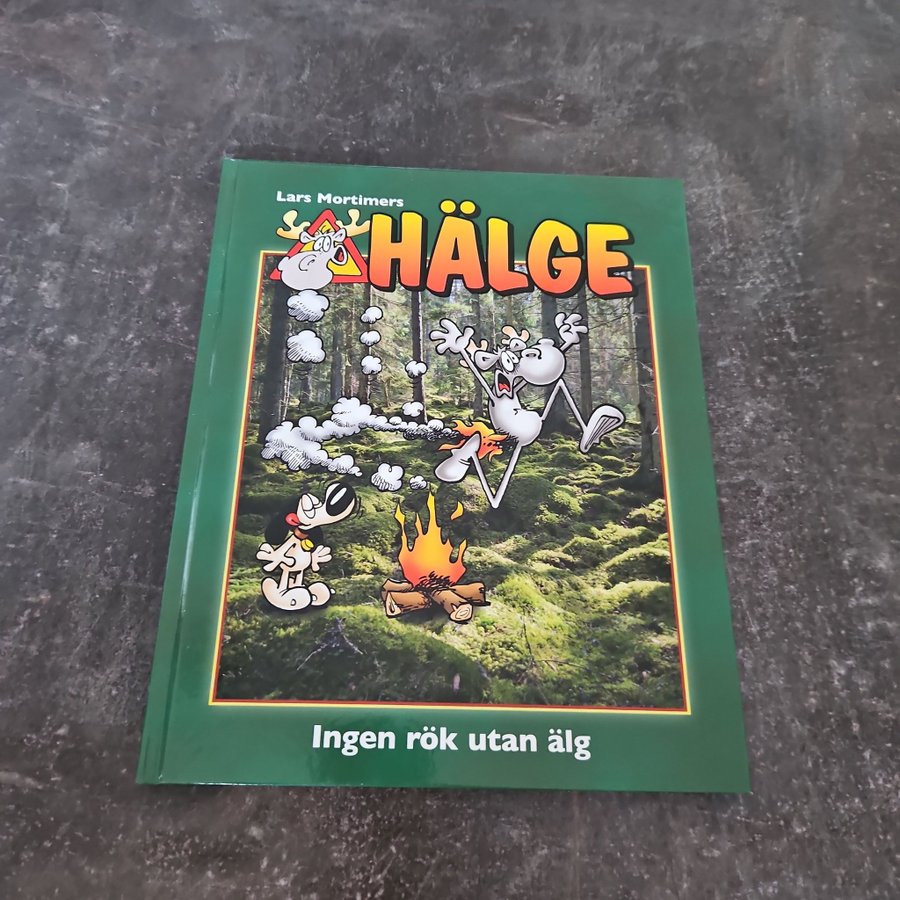 Lars Mortimers
HÄLGE
Ingen rök utan älg